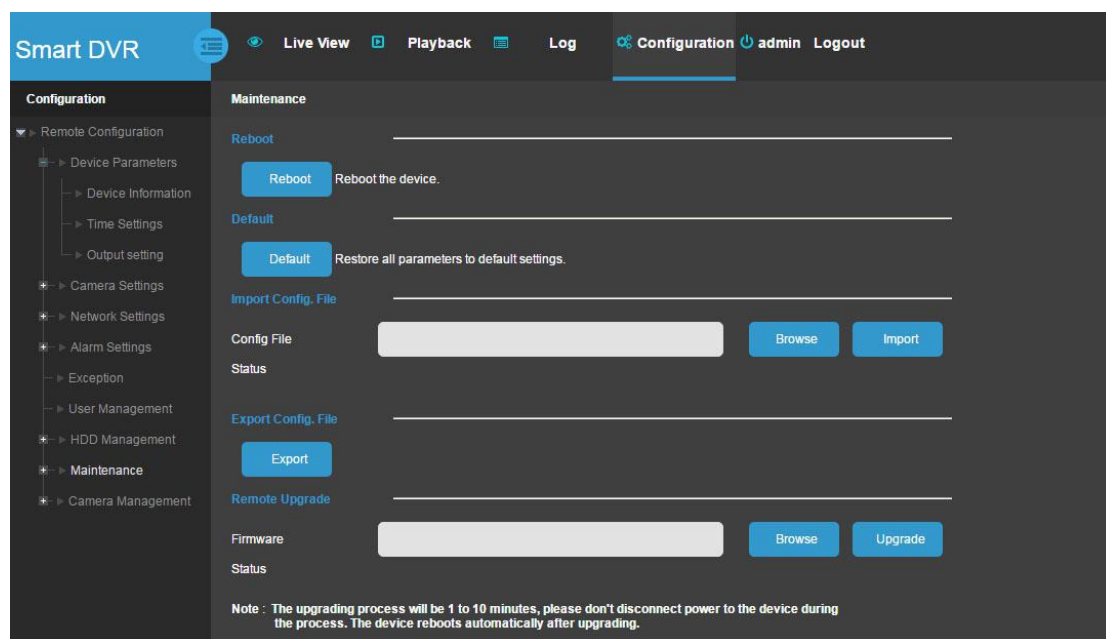 Smart DVR
Live View Playback Log Configuration admin Logout
Configuration
Remote Configuration
Device Parameters
Device Information
Time Settings
Output setting
Camera Settings
Network Settings
Alarm Settings
Exception
User Management
HDD Management
Maintenance
Camera Management
Maintenance
Reboot
Reboot Reboot the device.
Default
Default Restore all parameters to default settings.
Import Config. File
Config File Browse Import
Status
Export Config. File
Export
Remote Upgrade
Firmware Browse Upgrade
Status
Note : The upgrading process will be 1 to 10 minutes, please don't disconnect power to the device during
the process. The device reboots automatically after upgrading.